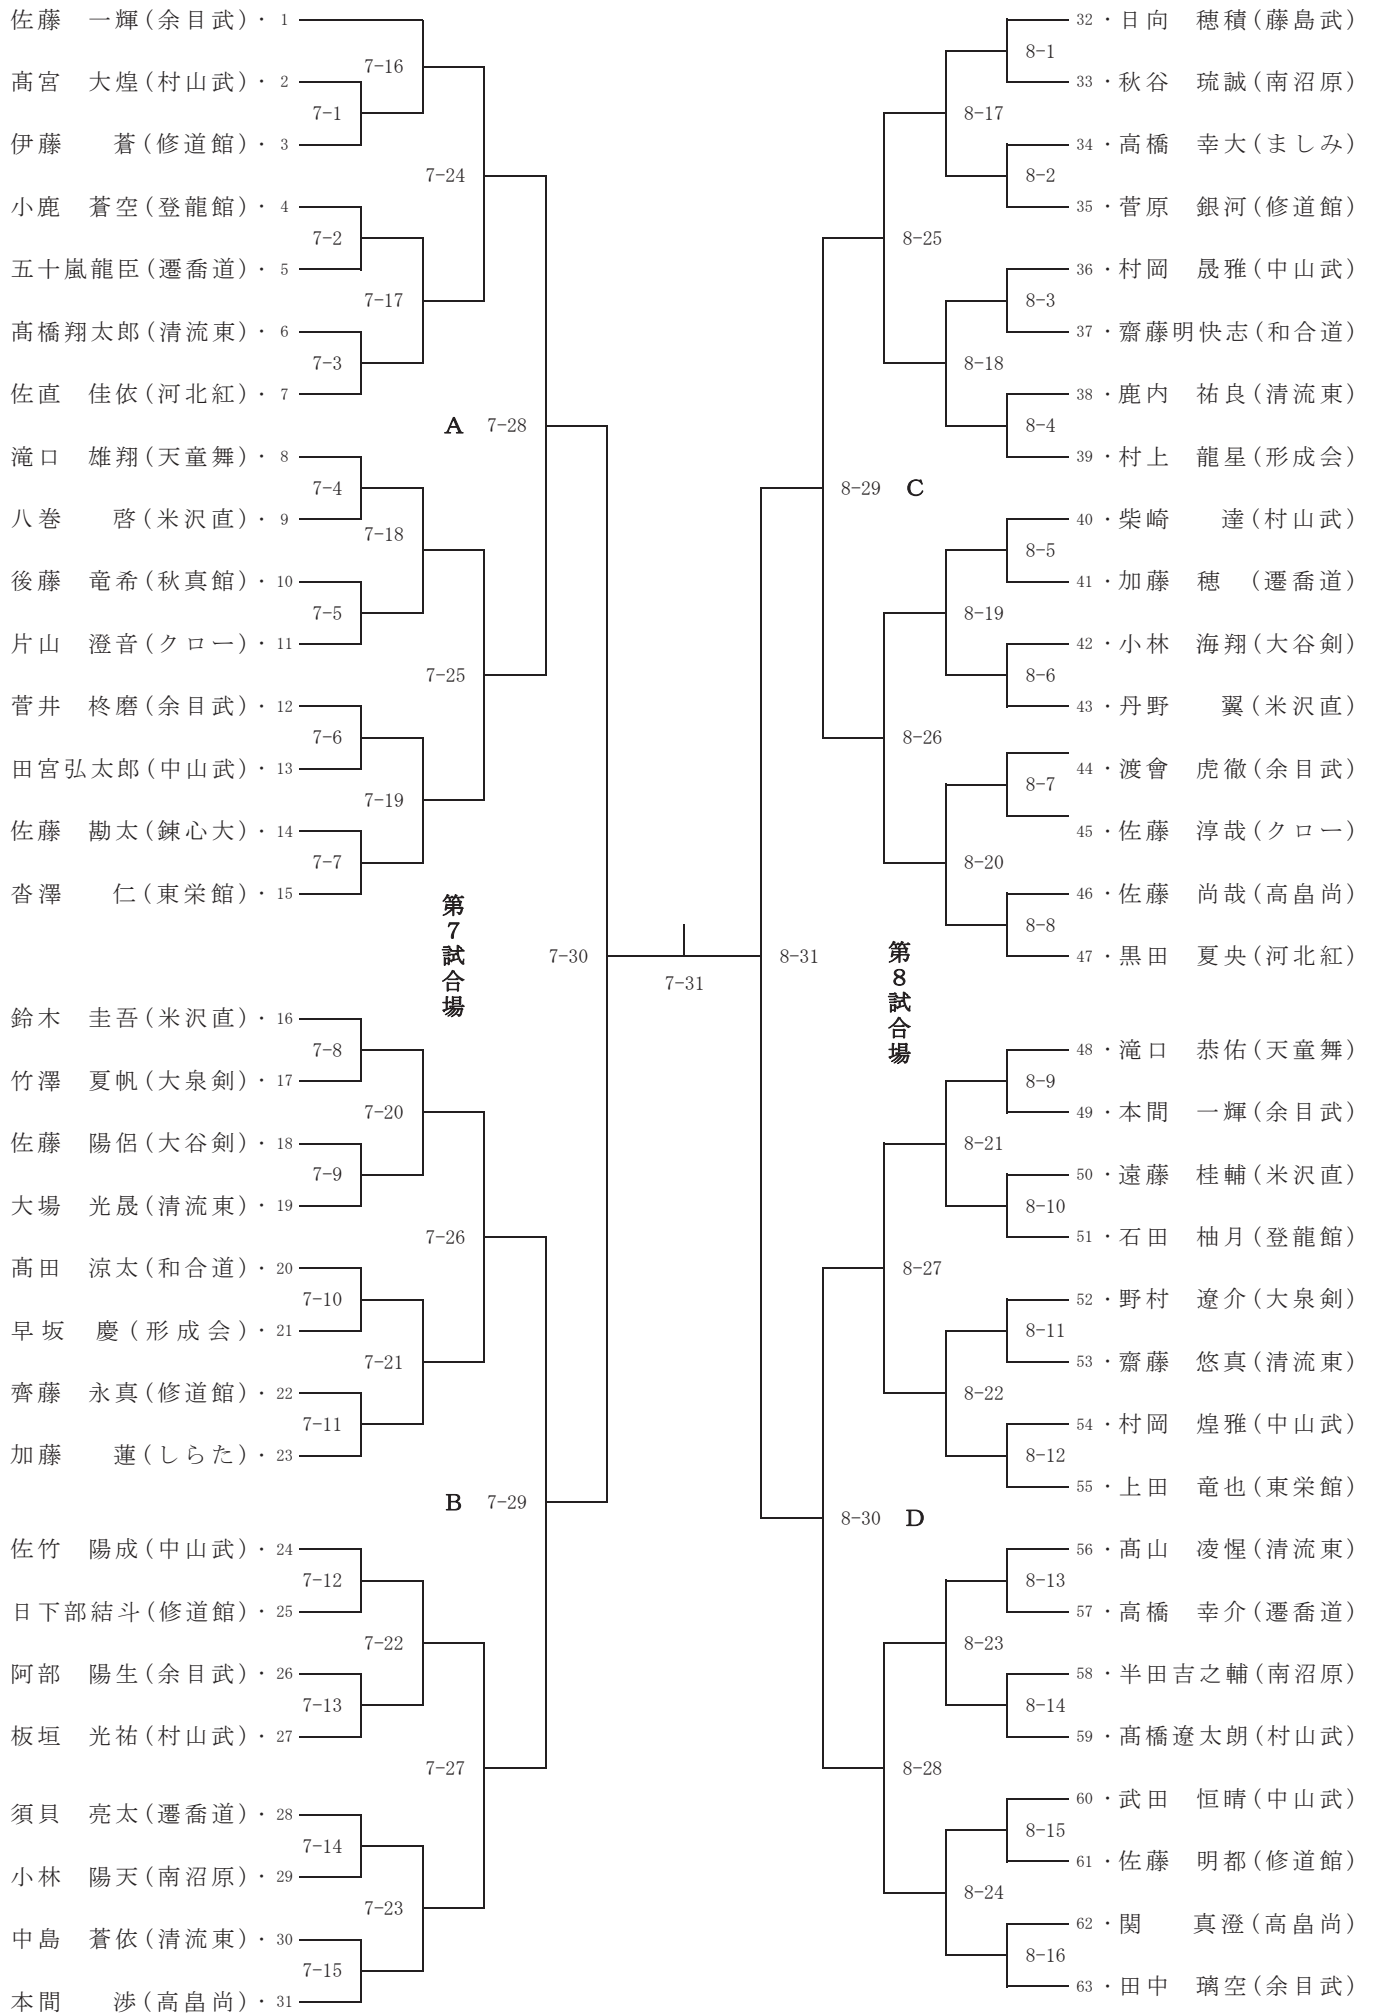 佐藤　一輝(余目武)・ 1
髙宮　大煌(村山武)・ 2
伊藤　　蒼(修道館)・ 3
小鹿　蒼空(登龍館)・ 4
五十嵐龍臣(遷喬道)・ 5
髙橋翔太郎(清流東)・ 6
佐直　佳依(河北紅)・ 7
滝口　雄翔(天童舞)・ 8
八巻　　啓(米沢直)・ 9
後藤　竜希(秋真館)・ 10
片山　澄音(クロー)・ 11
菅井　柊磨(余目武)・ 12
田宮弘太郎(中山武)・ 13
佐藤　勘太(錬心大)・ 14
沓澤　　仁(東栄館)・ 15
鈴木　圭吾(米沢直)・ 16
竹澤　夏帆(大泉剣)・ 17
佐藤　陽侶(大谷剣)・ 18
大場　光晟(清流東)・ 19
髙田　涼太(和合道)・ 20
早坂　慶(形成会)・ 21
齊藤　永真(修道館)・ 22
加藤　　蓮(しらた)・ 23
佐竹　陽成(中山武)・ 24
日下部結斗(修道館)・ 25
阿部　陽生(余目武)・ 26
板垣　光祐(村山武)・ 27
須貝　亮太(遷喬道)・ 28
小林　陽天(南沼原)・ 29
中島　蒼依(清流東)・ 30
本間　　渉(高畠尚)・ 31
7-1
7-2
7-3
7-4
7-5
7-6
7-7
7-8
7-9
7-10
7-11
7-12
7-13
7-14
7-15
7-16
7-17
7-18
7-19
7-20
7-21
7-22
7-23
7-24
7-25
7-26
7-27
A 7-28
B 7-29
第7試合場
7-30
7-31
8-31
第8試合場
8-29 C
8-30 D
8-25
8-26
8-27
8-28
8-17
8-18
8-19
8-20
8-21
8-22
8-23
8-24
8-1
8-2
8-3
8-4
8-5
8-6
8-7
8-8
8-9
8-10
8-11
8-12
8-13
8-14
8-15
8-16
32 ・日向　穂積(藤島武)
33 ・秋谷　琉誠(南沼原)
34 ・高橋　幸大(ましみ)
35 ・菅原　銀河(修道館)
36 ・村岡　晟雅(中山武)
37 ・齋藤明快志(和合道)
38 ・鹿内　祐良(清流東)
39 ・村上　龍星(形成会)
40 ・柴崎　　達(村山武)
41 ・加藤　穂　(遷喬道)
42 ・小林　海翔(大谷剣)
43 ・丹野　　翼(米沢直)
44 ・渡會　虎徹(余目武)
45 ・佐藤　淳哉(クロー)
46 ・佐藤　尚哉(高畠尚)
47 ・黒田　夏央(河北紅)
48 ・滝口　恭佑(天童舞)
49 ・本間　一輝(余目武)
50 ・遠藤　桂輔(米沢直)
51 ・石田　柚月(登龍館)
52 ・野村　遼介(大泉剣)
53 ・齋藤　悠真(清流東)
54 ・村岡　煌雅(中山武)
55 ・上田　竜也(東栄館)
56 ・髙山　凌惺(清流東)
57 ・高橋　幸介(遷喬道)
58 ・半田吉之輔(南沼原)
59 ・髙橋遼太朗(村山武)
60 ・武田　恒晴(中山武)
61 ・佐藤　明都(修道館)
62 ・関　　真澄(高畠尚)
63 ・田中　璃空(余目武)